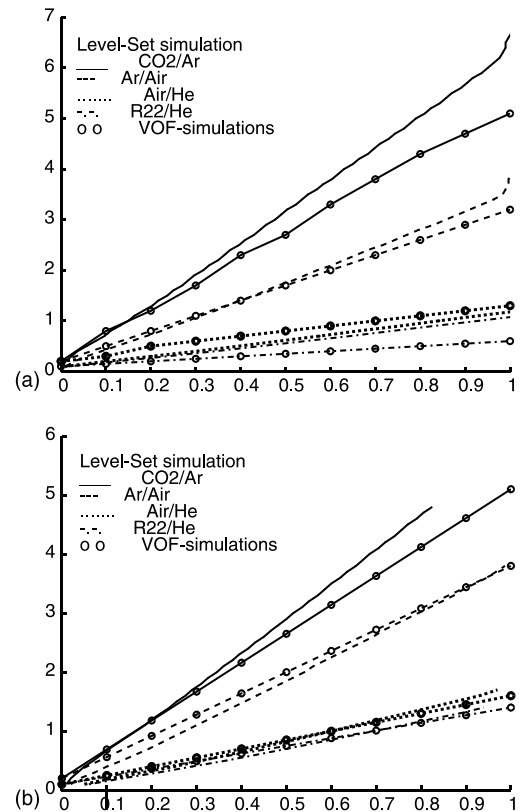 7
6
5
4
3
2
1
0
Level-Set simulation
CO2/Ar
Ar/Air
Air/He
R22/He
VOF-simulations
(a)
0 0.1 0.2 0.3 0.4 0.5 0.6 0.7 0.8 0.9 1
6
5
4
3
2
1
0
Level-Set simulation
CO2/Ar
Ar/Air
Air/He
R22/He
VOF-simulations
(b)
0 0.1 0.2 0.3 0.4 0.5 0.6 0.7 0.8 0.9 1